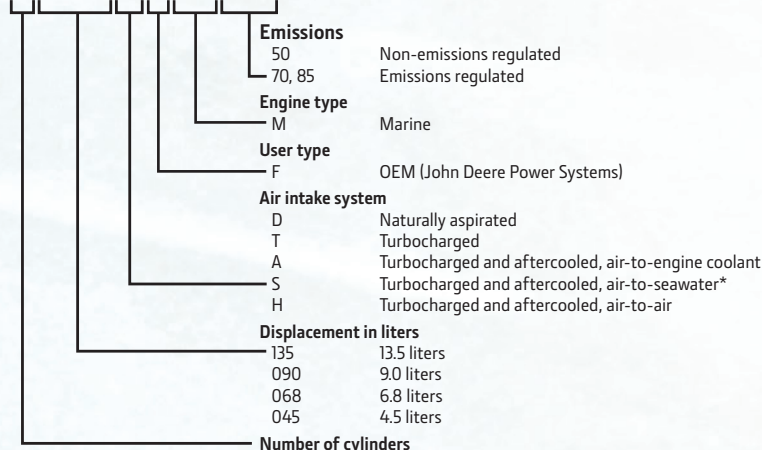 Emissions
50 Non-emissions regulated
70, 85 Emissions regulated
Engine type
M Marine
User type
F OEM (John Deere Power Systems)
Air intake system
D Naturally aspirated
T Turbocharged
A Turbocharged and aftercooled, air-to-engine coolant
S Turbocharged and aftercooled, air-to-seawater*
H Turbocharged and aftercooled, air-to-air
Displacement in liters
135 13.5 liters
090 9.0 liters
068 6.8 liters
045 4.5 liters
Number of cylinders